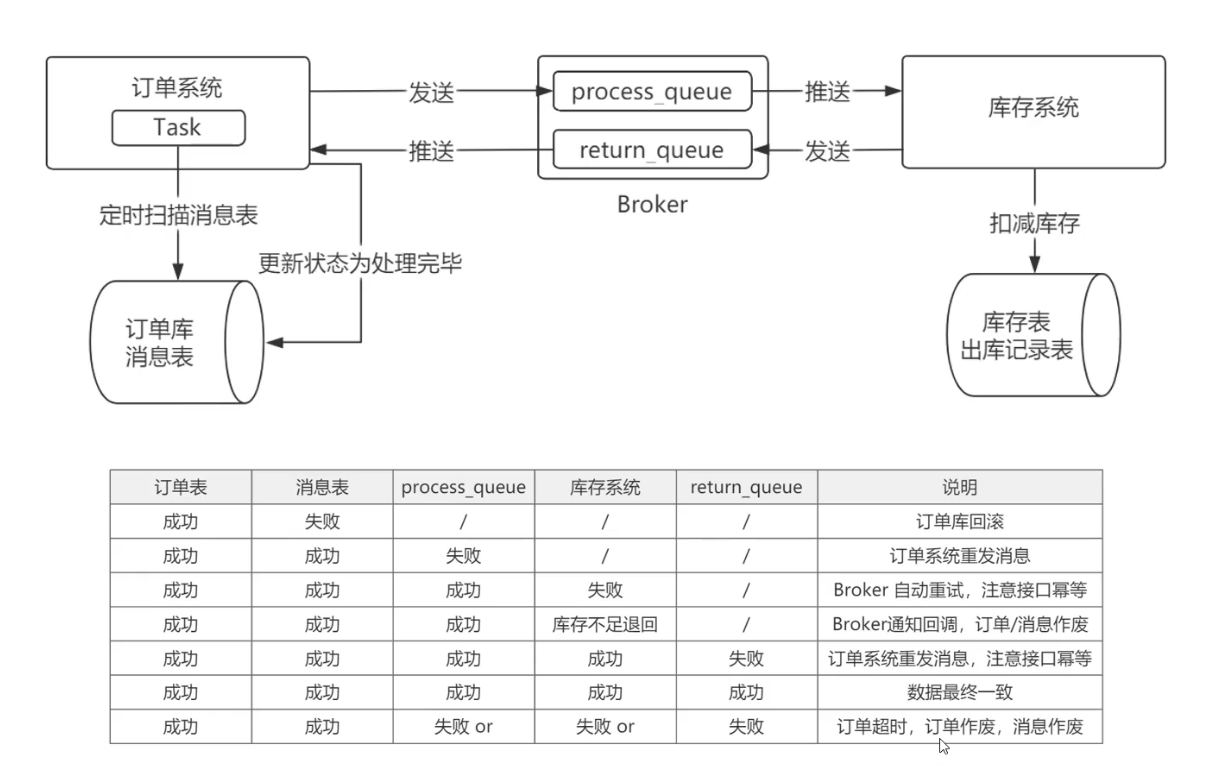 订单系统
Task
发送
process_queue
推送
库存系统
推送
return_queue
发送
Broker
定时扫描消息表
扣减库存
更新状态为处理完毕
订单库
消息表
库存表
出库记录表
订单表 消息表 process_queue 库存系统 return_queue 说明
成功 失败 / / / 订单库回滚
成功 成功 失败 / / 订单系统重发消息
成功 成功 成功 失败 / Broker 自动重试，注意接口幂等
成功 成功 成功 库存不足退回 / Broker通知回调，订单/消息作废
成功 成功 成功 成功 失败 订单系统重发消息，注意接口幂等
成功 成功 成功 成功 成功 数据最终一致
成功 成功 失败 or 失败 or 失败 订单超时，订单作废，消息作废